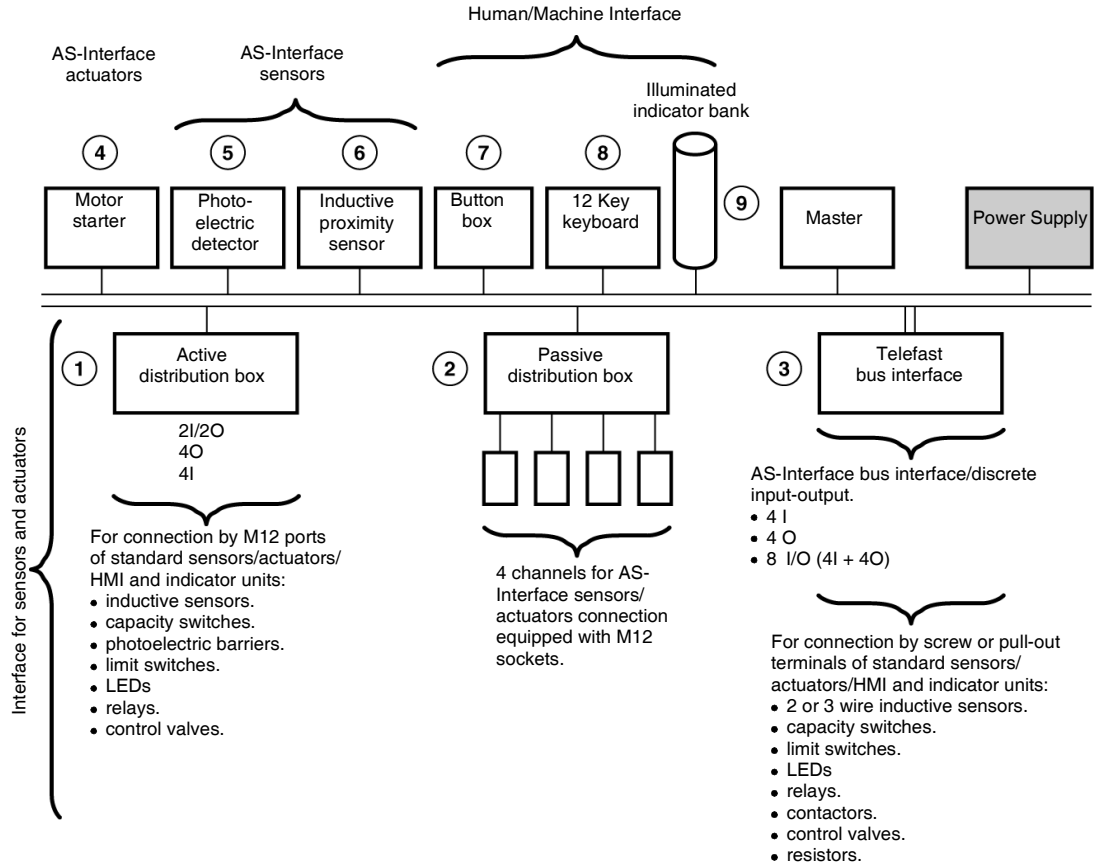 Human/Machine Interface
AS-Interface
actuators
AS-Interface
sensors
Illuminated
indicator bank
4
5
6
7
8
9
Motor
starter
Photo-
electric
detector
Inductive
proximity
sensor
Button
box
12 Key
keyboard
Master
Power Supply
Interface for sensors and actuators
1
Active
distribution box
2I/2O
4O
4I
For connection by M12 ports
of standard sensors/actuators/
HMI and indicator units:
• inductive sensors.
• capacity switches.
• photoelectric barriers.
• limit switches.
• LEDs
• relays.
• control valves.
2
Passive
distribution box
4 channels for AS-
Interface sensors/
actuators connection
equipped with M12
sockets.
3
Telefast
bus interface
AS-Interface bus interface/discrete
input-output.
• 4 I
• 4 O
• 8 I/O (4I + 4O)
For connection by screw or pull-out
terminals of standard sensors/
actuators/HMI and indicator units:
• 2 or 3 wire inductive sensors.
• capacity switches.
• limit switches.
• LEDs
• relays.
• contactors.
• control valves.
• resistors.